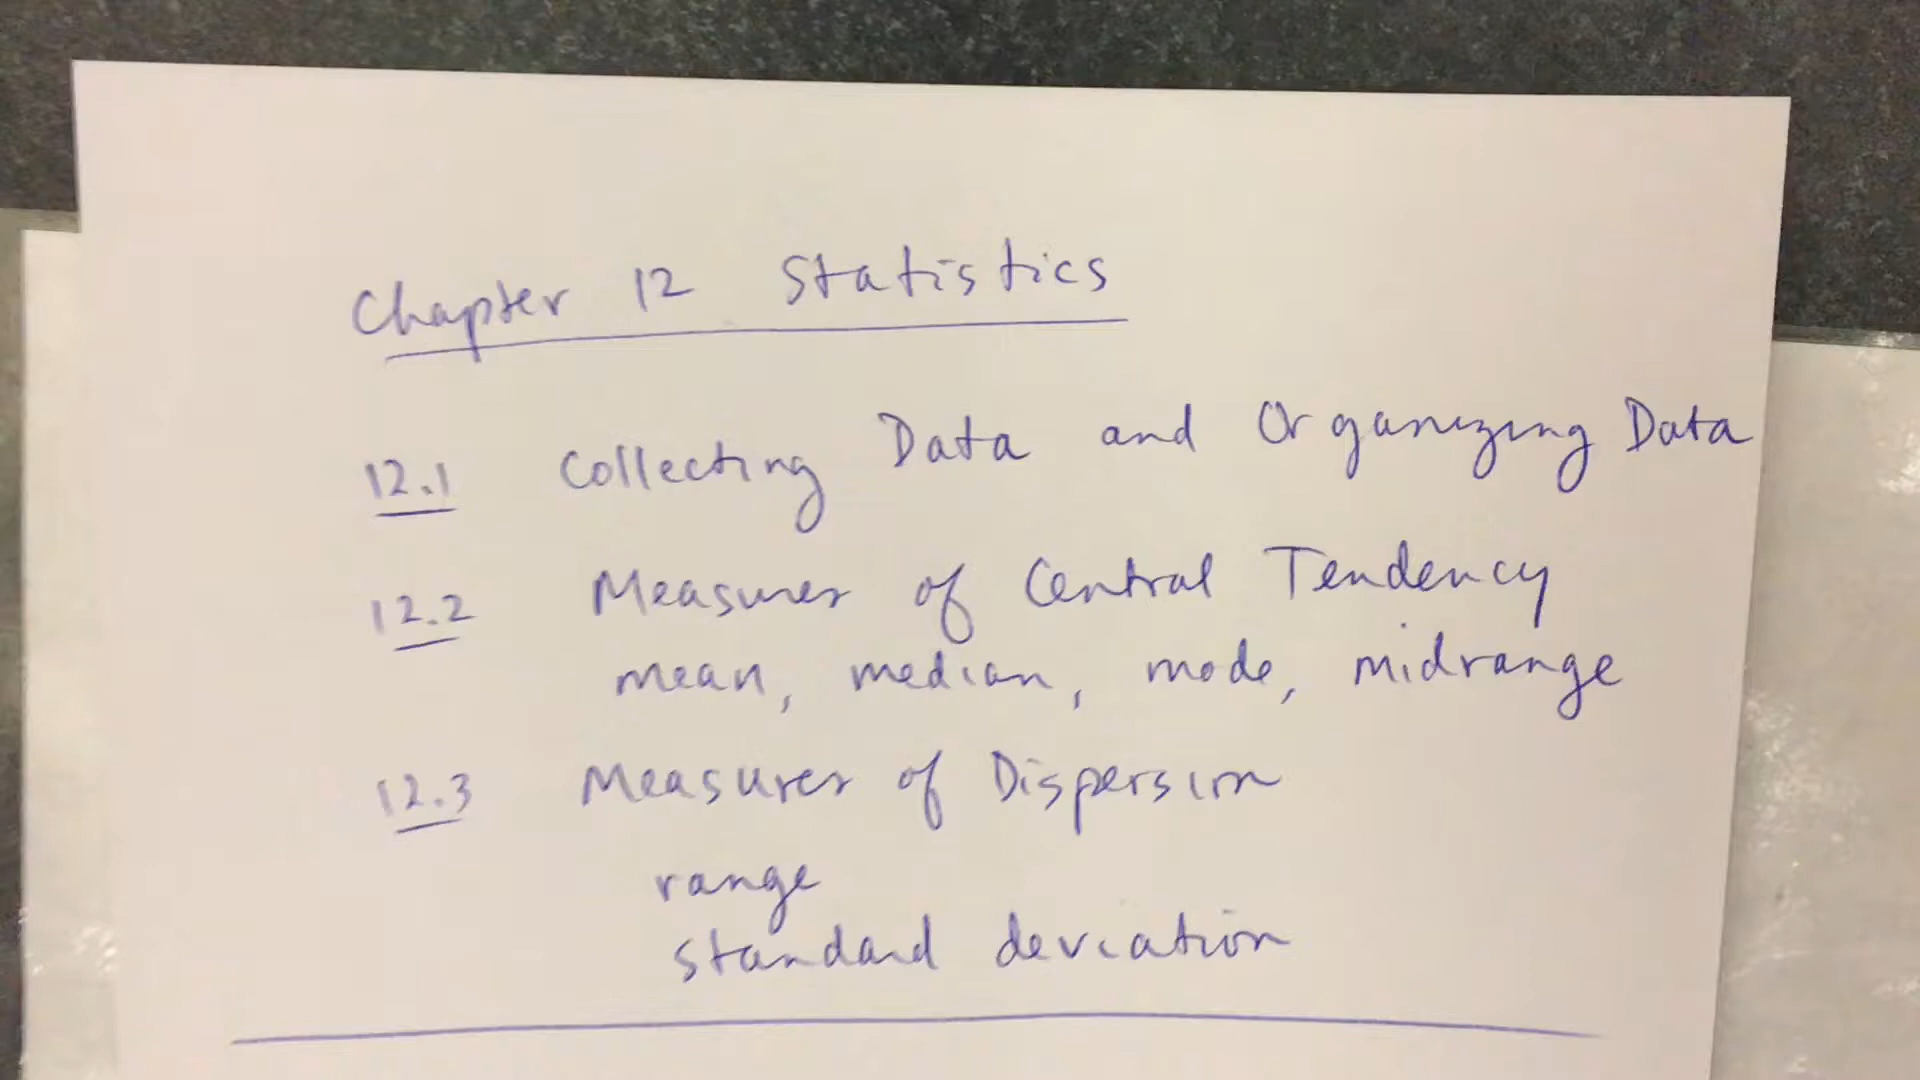 Chapter 12 Statistics
12.1 Collecting Data and Organizing Data
12.2 Measures of Central Tendency
mean, median, mode, midrange
12.3 Measures of Dispersion
range
standard deviation